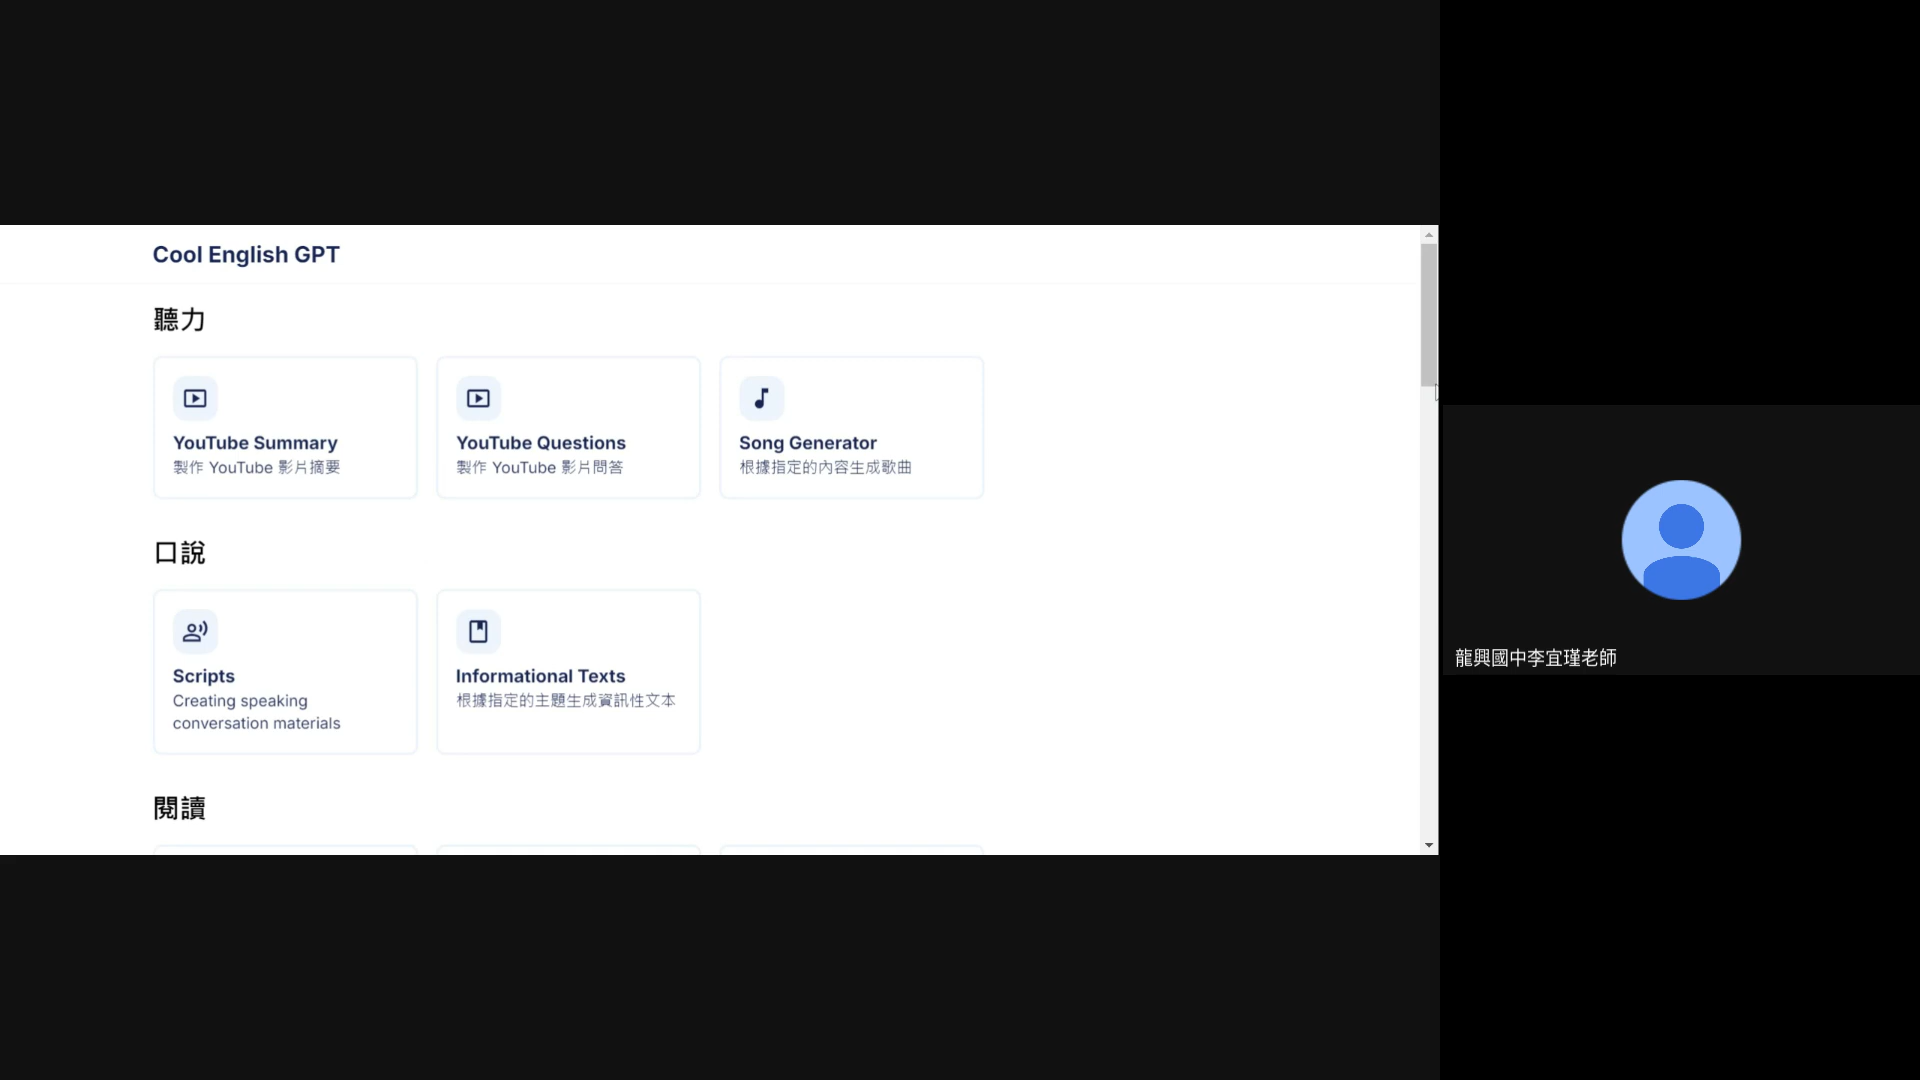 Cool English GPT
聽力
YouTube Summary
製作 YouTube 影片摘要
YouTube Questions
製作 YouTube 影片問答
Song Generator
根據指定的內容生成歌曲
口說
Scripts
Creating speaking
conversation materials
Informational Texts
根據指定的主題生成資訊性文本
閱讀
龍興國中李宜瑾老師